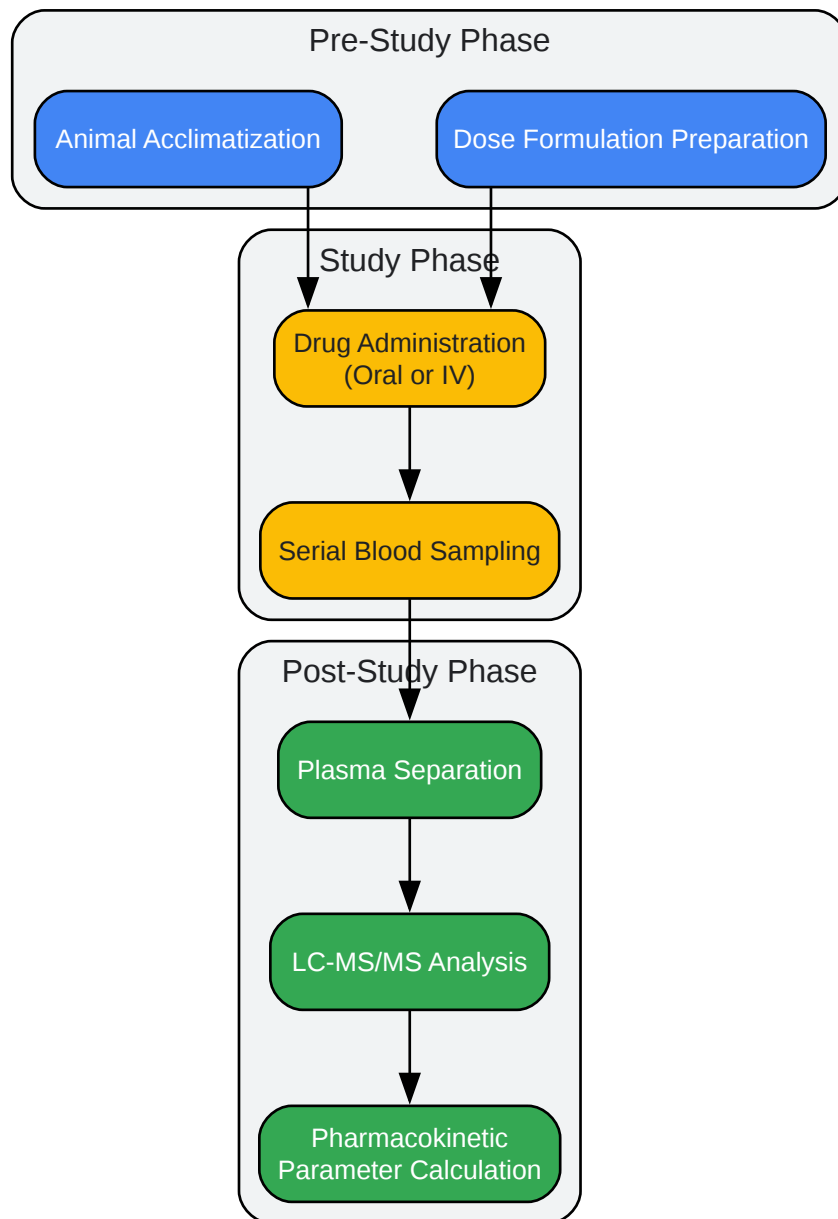 Pre-Study Phase
Animal Acclimatization
Dose Formulation Preparation
Study Phase
Drug Administration
(Oral or IV)
Serial Blood Sampling
Post-Study Phase
Plasma Separation
LC-MS/MS Analysis
Pharmacokinetic
Parameter Calculation